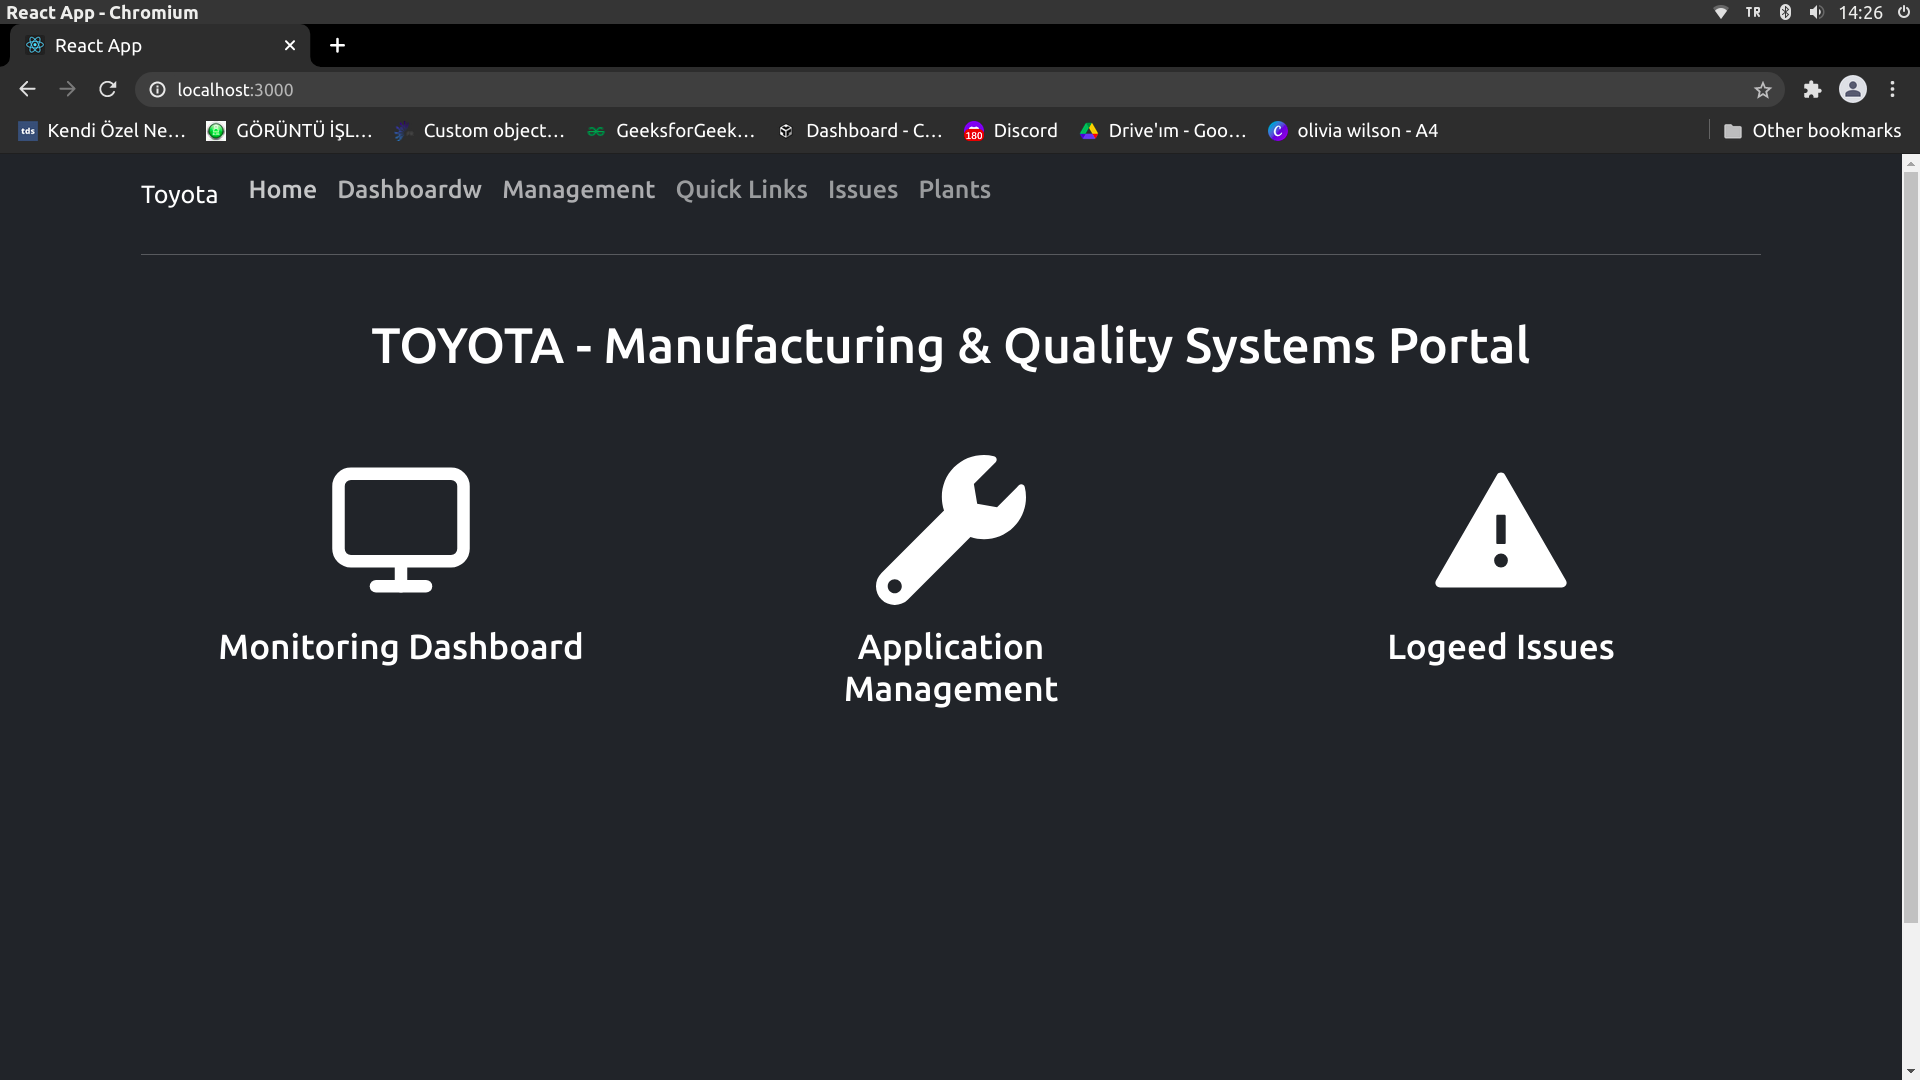 React App - Chromium
TR 14:26
React App
localhost:3000
tds Kendi Özel Ne... GÖRÜNTÜ İŞL... Custom object... GeeksforGeek... Dashboard - C... 180 Discord Drive'ım - Goo... olivia wilson - A4 Other bookmarks
Toyota Home Dashboardw Management Quick Links Issues Plants
TOYOTA - Manufacturing & Quality Systems Portal
Monitoring Dashboard
Application
Management
Logeed Issues